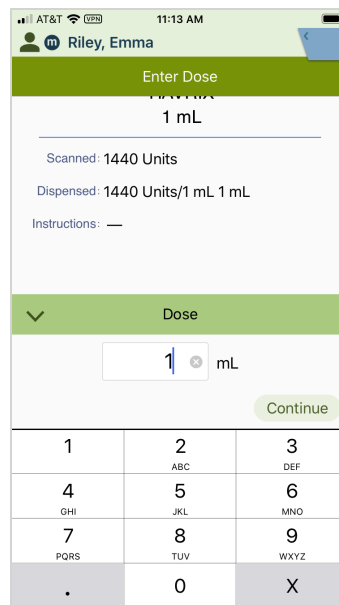 AT&T VPN 11:13 AM
m Riley, Emma
Enter Dose
1 mL
Scanned: 1440 Units
Dispensed: 1440 Units/1 mL 1 mL
Instructions: —
Dose
1 mL
Continue
1 2 3
ABC DEF
4 5 6
GHI JKL MNO
7 8 9
PQRS TUV WXYZ
. 0 X